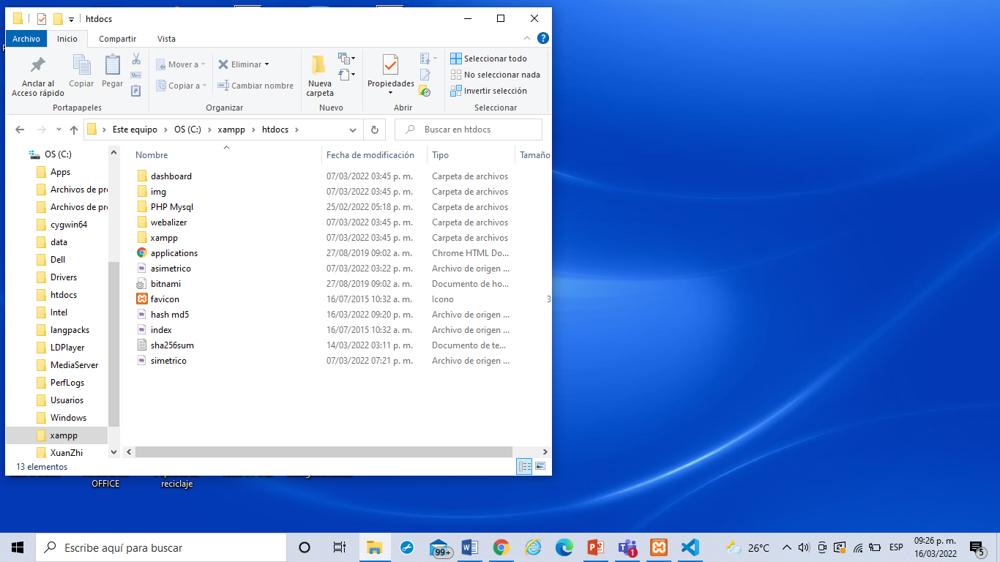 htdocs
Archivo Inicio Compartir Vista
Anclar al Acceso rápido
Copiar
Pegar
Portapapeles
Mover a
Copiar a
Eliminar
Cambiar nombre
Organizar
Nueva carpeta
Nuevo
Propiedades
Abrir
Seleccionar todo
No seleccionar nada
Invertir selección
Seleccionar
Este equipo > OS (C:) > xampp > htdocs >
Buscar en htdocs
OS (C:)
Apps
Archivos de pr
Archivos de pr
cygwin64
data
Dell
Drivers
htdocs
Intel
langpacks
LDPlayer
MediaServer
PerfLogs
Usuarios
Windows
xampp
XuanZhi
Nombre Fecha de modificación Tipo Tamaño
dashboard 07/03/2022 03:45 p. m. Carpeta de archivos
img 07/03/2022 03:45 p. m. Carpeta de archivos
PHP Mysql 25/02/2022 05:18 p. m. Carpeta de archivos
webalizer 07/03/2022 03:45 p. m. Carpeta de archivos
xampp 07/03/2022 03:45 p. m. Carpeta de archivos
applications 27/08/2019 09:02 a. m. Chrome HTML Do...
asimetrico 07/03/2022 03:22 p. m. Archivo de origen ...
bitnami 27/08/2019 09:02 a. m. Documento de ho...
favicon 16/07/2015 10:32 a. m. Icono 3
hash md5 16/03/2022 09:20 p. m. Archivo de origen ...
index 16/07/2015 10:32 a. m. Archivo de origen ...
sha256sum 14/03/2022 03:11 p. m. Documento de te...
simetrico 07/03/2022 07:21 p. m. Archivo de origen ...
13 elementos
OFFICE
reciclaje
Escribe aquí para buscar
99+
1
26°C
ESP
09:26 p. m.
16/03/2022
5